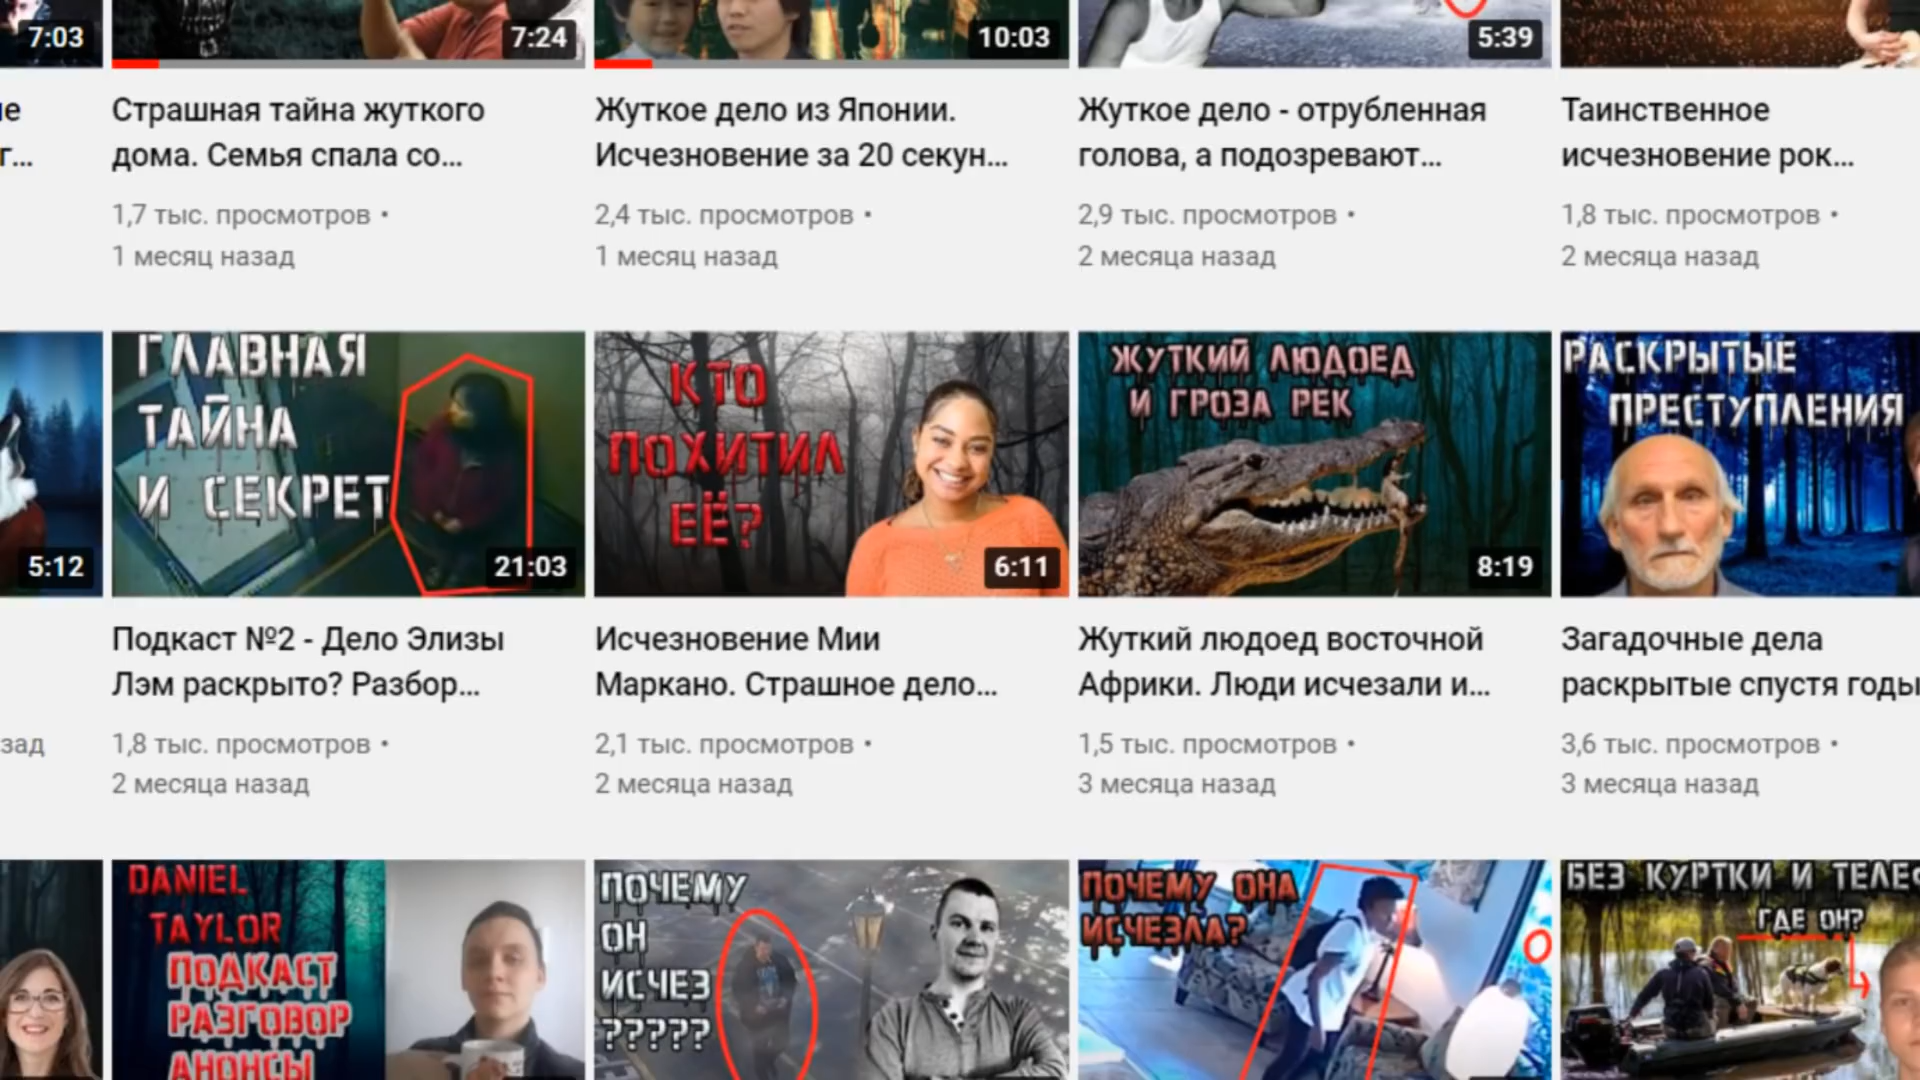 7:03
7:24
10:03
5:39
е
г...
Страшная тайна жуткого
дома. Семья спала со...
1,7 тыс. просмотров •
1 месяц назад
Жуткое дело из Японии.
Исчезновение за 20 секун...
2,4 тыс. просмотров •
1 месяц назад
Жуткое дело - отрубленная
голова, а подозревают...
2,9 тыс. просмотров •
2 месяца назад
Таинственное
исчезновение рок...
1,8 тыс. просмотров •
2 месяца назад
5:12
зад
ГЛАВНАЯ
ТАЙНА
И СЕКРЕТ
21:03
Подкаст №2 - Дело Элизы
Лэм раскрыто? Разбор...
1,8 тыс. просмотров •
2 месяца назад
КТО
ПОХИТИЛ
ЕЁ?
6:11
Исчезновение Мии
Маркано. Страшное дело...
2,1 тыс. просмотров •
2 месяца назад
ЖУТКИЙ ЛЮДОЕД
И ГРОЗА РЕК
8:19
Жуткий людоед восточной
Африки. Люди исчезали и...
1,5 тыс. просмотров •
3 месяца назад
РАСКРЫТЫЕ
ПРЕСТУПЛЕНИЯ
Загадочные дела
раскрытые спустя годы
3,6 тыс. просмотров •
3 месяца назад
DANIEL
TAYLOR
ПОДКАСТ
РАЗГОВОР
АНОНСЫ
ПОЧЕМУ
ОН
ИСЧЕЗ
?????
ПОЧЕМУ ОНА
ИСЧЕЗЛА?
БЕЗ КУРТКИ И ТЕЛЕФ
ГДЕ ОН?